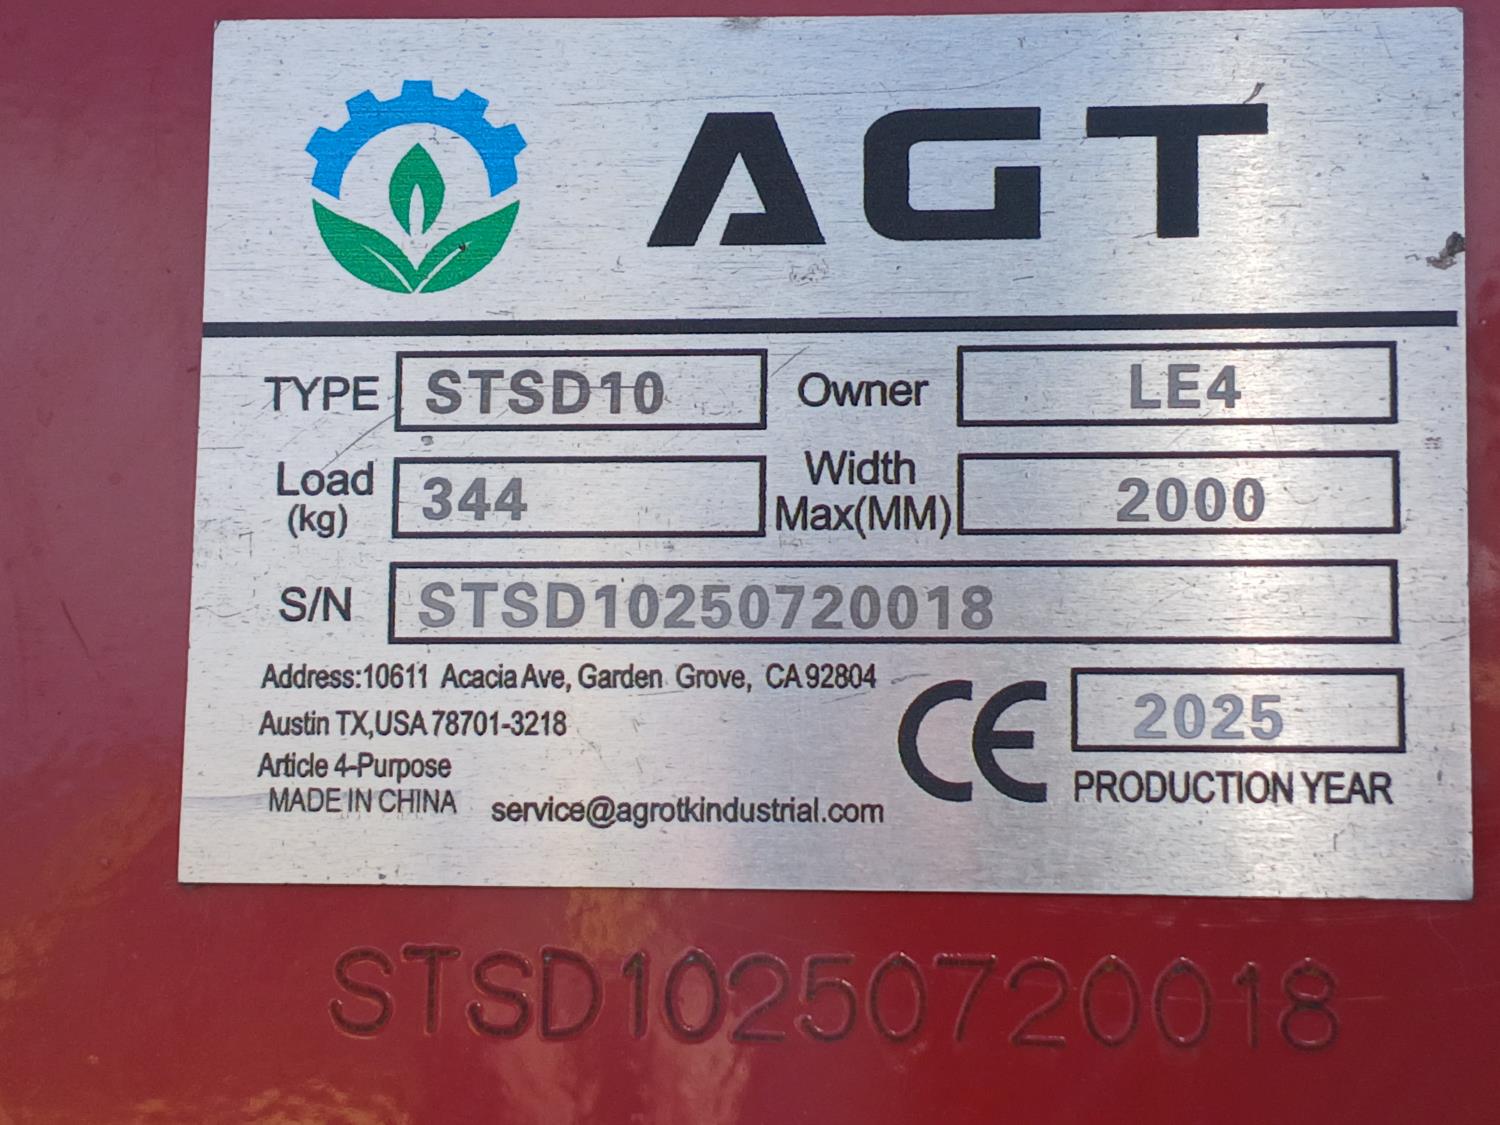 AGT
TYPE STSD10 Owner LE4
Load (kg) 344 Width Max(MM) 2000
S/N STSD10250720018
Address:10611 Acacia Ave, Garden Grove, CA 92804
Austin TX,USA 78701-3218
Article 4-Purpose
MADE IN CHINA
service@agrotkindustrial.com
CE
2025
PRODUCTION YEAR
STSD10250720018